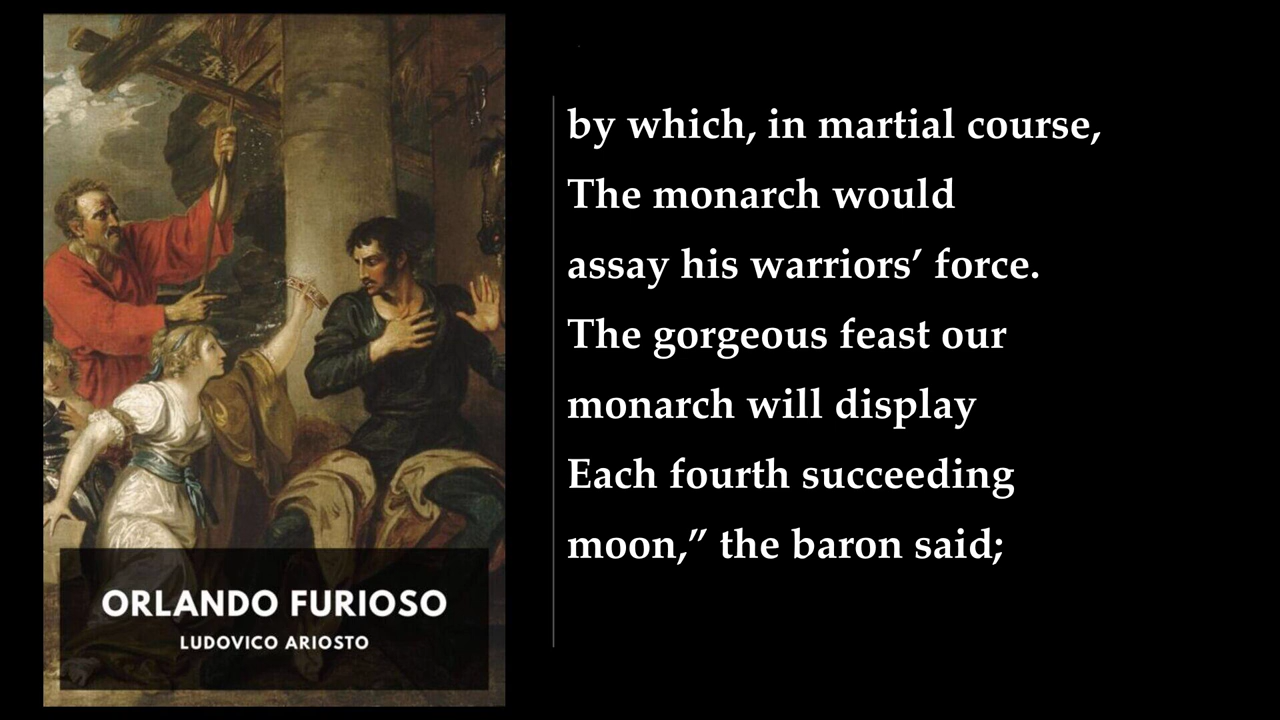 ORLANDO FURIOSO
LUDOVICO ARIOSTO
by which, in martial course,
The monarch would
assay his warriors’ force.
The gorgeous feast our
monarch will display
Each fourth succeeding
moon,” the baron said;